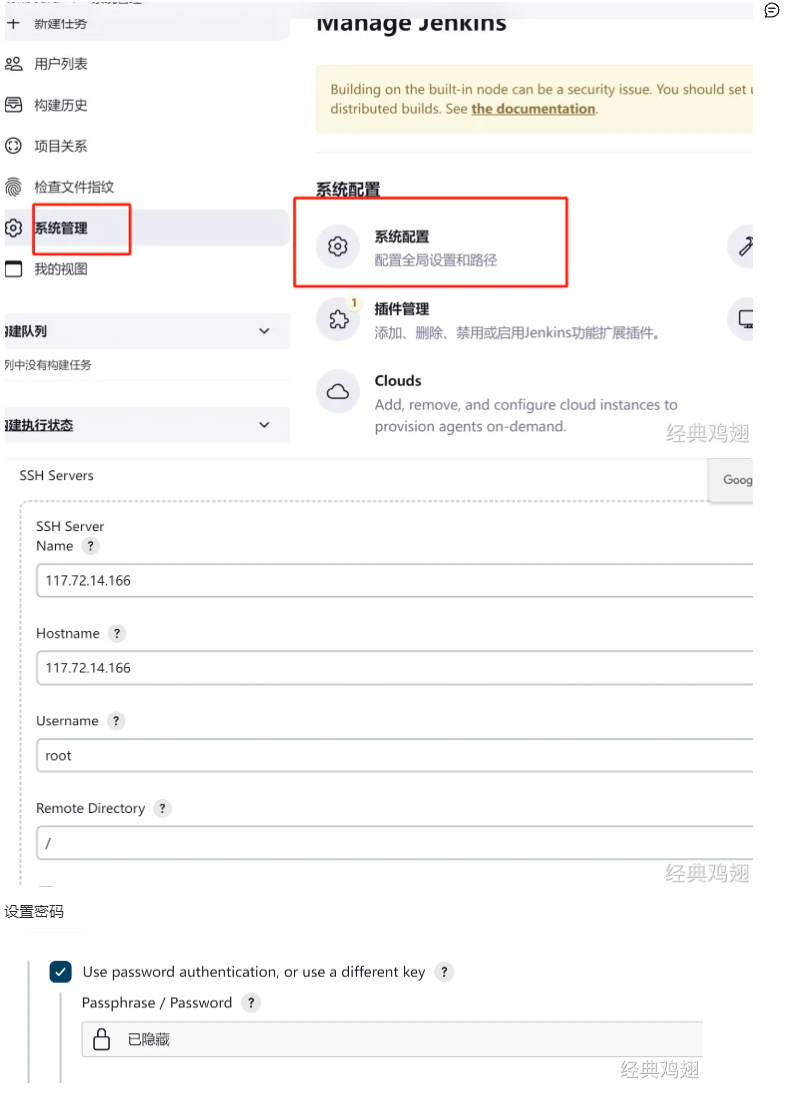 新建任务
Manage Jenkins
用户列表
Building on the built-in node can be a security issue. You should set
distributed builds. See the documentation.
构建历史
项目关系
检查文件指纹
系统配置
系统管理
系统配置
配置全局设置和路径
我的视图
1
插件管理
添加、删除、禁用或启用Jenkins功能扩展插件。
建队列
列中没有构建任务
Clouds
Add, remove, and configure cloud instances to
provision agents on-demand.
建执行状态
经典鸡翅
SSH Servers
Goog
SSH Server
Name ?
117.72.14.166
Hostname ?
117.72.14.166
Username ?
root
Remote Directory ?
/
经典鸡翅
设置密码
Use password authentication, or use a different key ?
Passphrase / Password ?
已隐藏
经典鸡翅